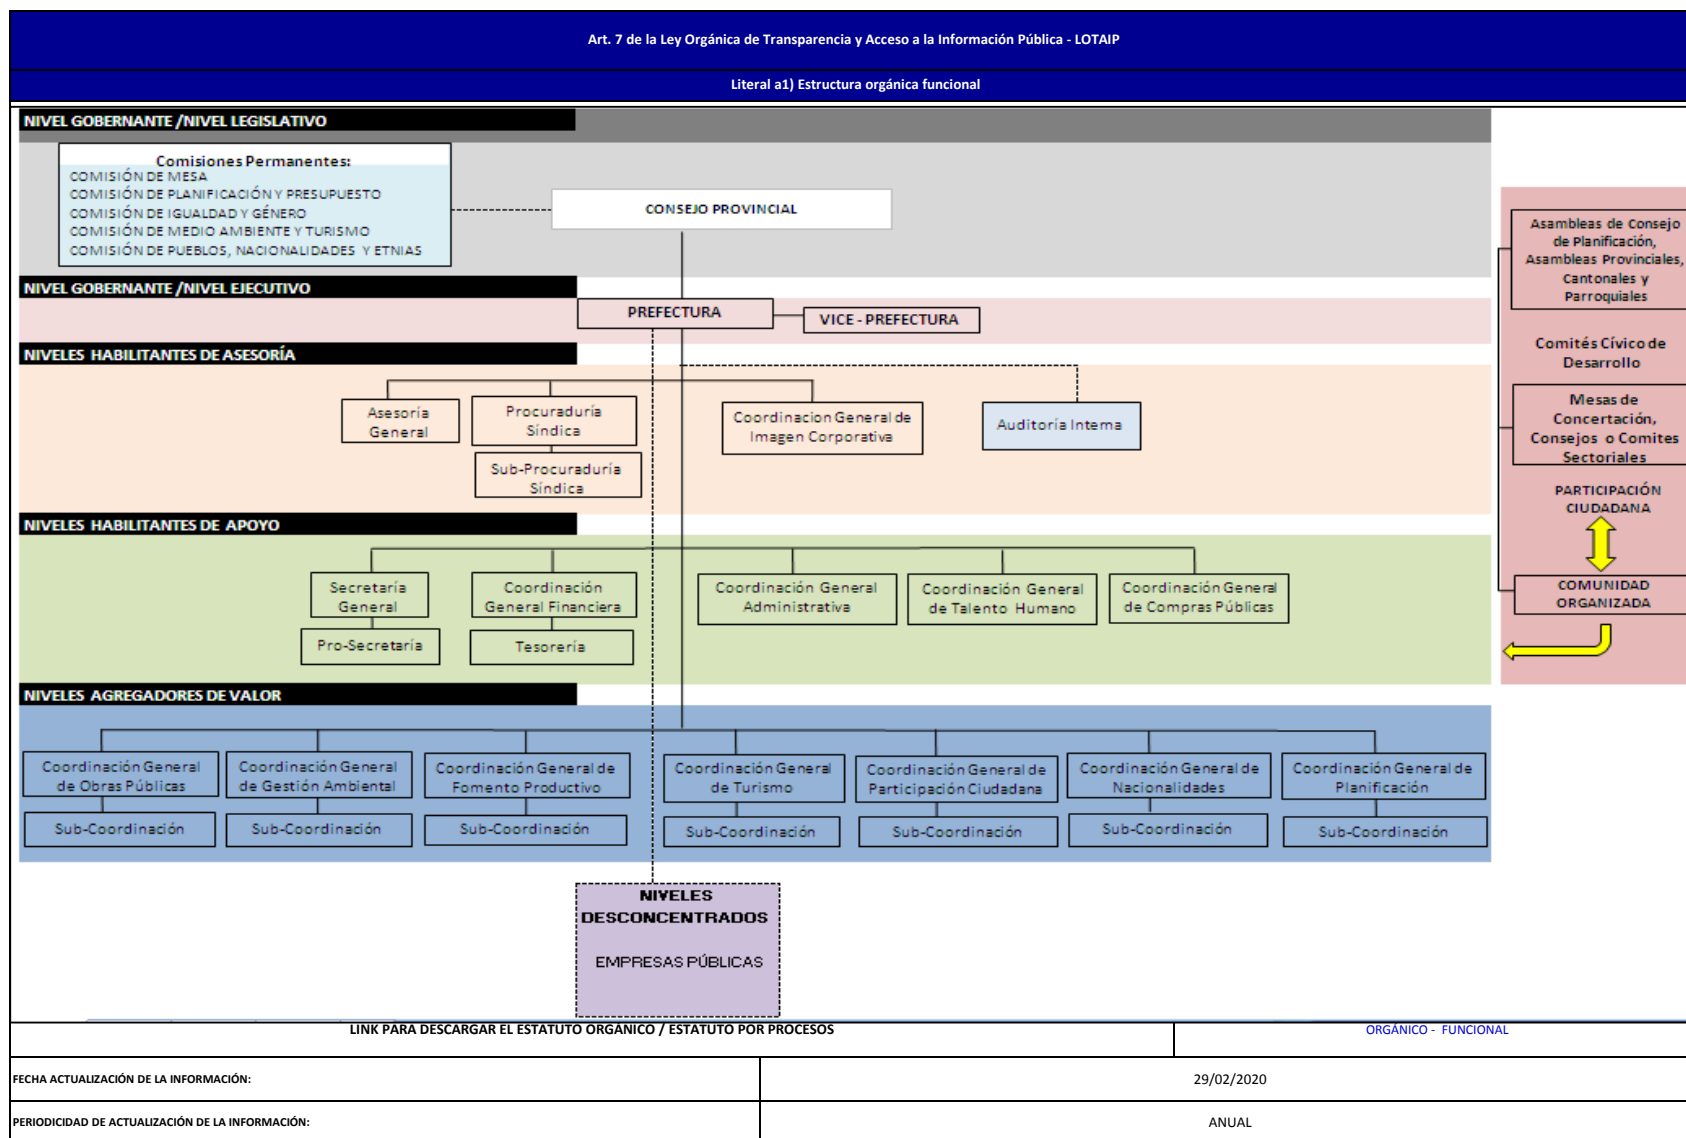 Art. 7 de la Ley Orgánica de Transparencia y Acceso a la Información Pública - LOTAIP
Literal a1) Estructura orgánica funcional
NIVEL GOBERNANTE /NIVEL LEGISLATIVO
Comisiones Permanentes:
COMISIÓN DE MESA
COMISIÓN DE PLANIFICACIÓN Y PRESUPUESTO
COMISIÓN DE IGUALDAD Y GÉNERO
COMISIÓN DE MEDIO AMBIENTE Y TURISMO
COMISIÓN DE PUEBLOS, NACIONALIDADES Y ETNIAS
CONSEJO PROVINCIAL
NIVEL GOBERNANTE /NIVEL EJECUTIVO
PREFECTURA
VICE - PREFECTURA
NIVELES HABILITANTES DE ASESORÍA
Asesoría
General
Procuraduría
Síndica
Sub-Procuraduría
Síndica
Coordinacion General de
Imagen Corporativa
Auditoría Interna
NIVELES HABILITANTES DE APOYO
Secretaría
General
Pro-Secretaría
Coordinación
General Financiera
Tesorería
Coordinación General
Administrativa
Coordinación General
de Talento Humano
Coordinación General
de Compras Públicas
NIVELES AGREGADORES DE VALOR
Coordinación General
de Obras Públicas
Sub-Coordinación
Coordinación General
de Gestión Ambiental
Sub-Coordinación
Coordinación General de
Fomento Productivo
Sub-Coordinación
Coordinación General
de Turismo
Sub-Coordinación
Coordinación General de
Participación Ciudadana
Sub-Coordinación
Coordinación General de
Nacionalidades
Sub-Coordinación
Coordinación General de
Planificación
Sub-Coordinación
NIVELES
DESCONCENTRADOS
EMPRESAS PÚBLICAS
Asambleas de Consejo
de Planificación,
Asambleas Provinciales,
Cantonales y
Parroquiales
Comités Cívico de
Desarrollo
Mesas de
Concertación,
Consejos o Comites
Sectoriales
PARTICIPACIÓN
CIUDADANA
COMUNIDAD
ORGANIZADA
LINK PARA DESCARGAR EL ESTATUTO ORGÁNICO / ESTATUTO POR PROCESOS
ORGÁNICO - FUNCIONAL
FECHA ACTUALIZACIÓN DE LA INFORMACIÓN:
29/02/2020
PERIODICIDAD DE ACTUALIZACIÓN DE LA INFORMACIÓN:
ANUAL